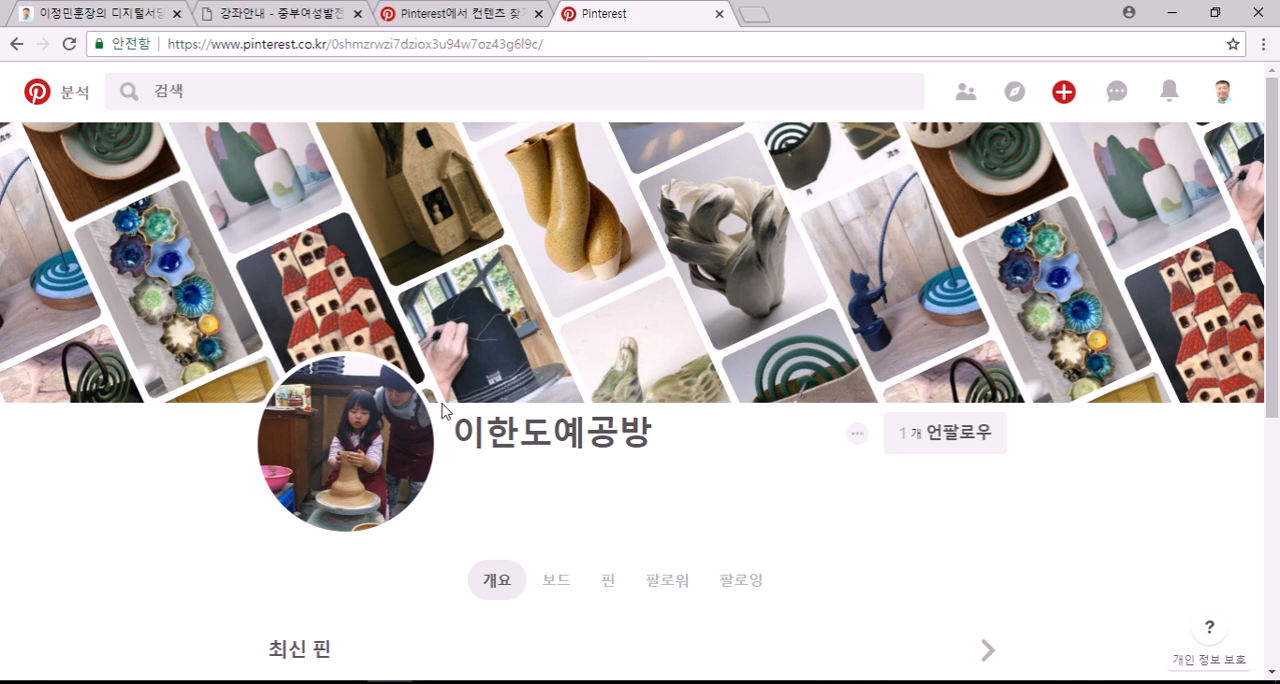 이정민훈장의 디지털서당
강좌안내 - 중부여성발전
Pinterest에서 컨텐츠 찾기
Pinterest
안전함
https://www.pinterest.co.kr/0shmzrwzi7dziox3u94w7oz43g6l9c/
분석
검색
이한도예공방
1 개 언팔로우
개요
보드
핀
팔로워
팔로잉
최신 핀
?
개인 정보 보호